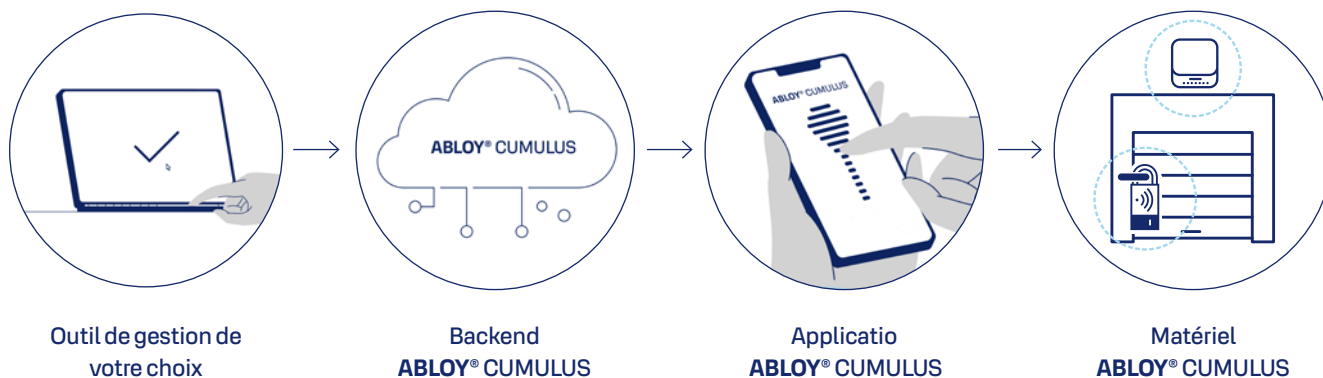 ABLOY® CUMULUS
ABLOY® CUMULUS
Outil de gestion de
votre choix
Backend
ABLOY® CUMULUS
Applicatio
ABLOY® CUMULUS
Matériel
ABLOY® CUMULUS